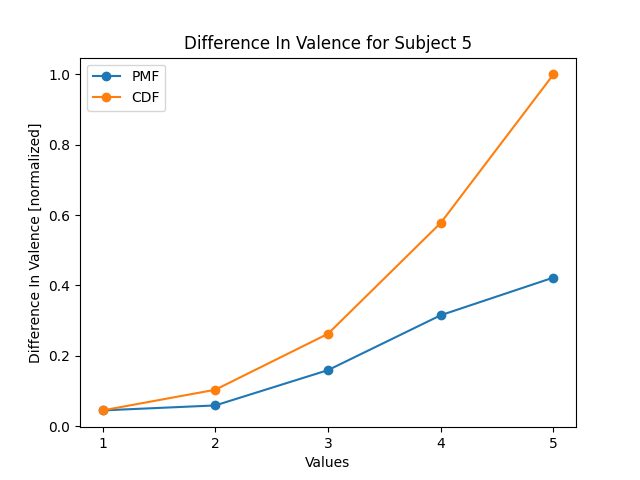 Difference In Valence for Subject 5
PMF
CDF
Difference In Valence [normalized]
1.0
0.8
0.6
0.4
0.2
0.0
1 2 3 4 5
Values